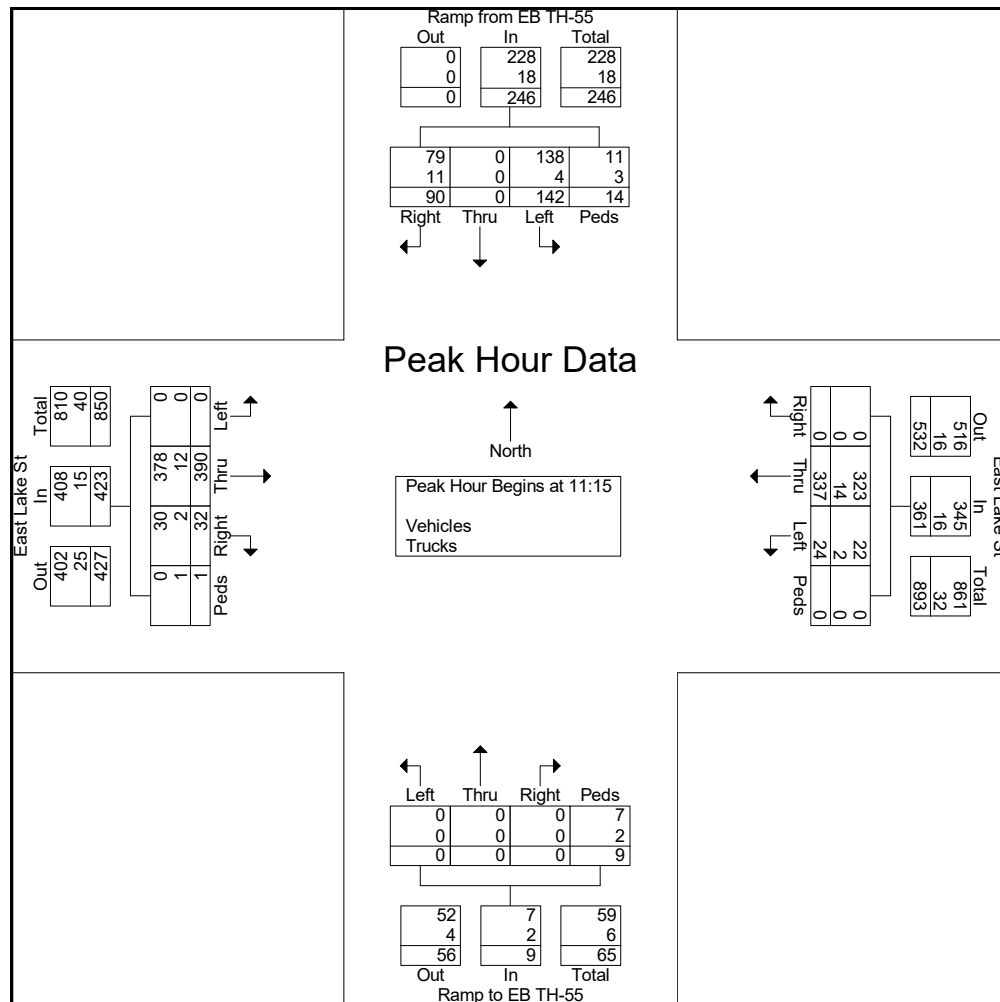 Ramp from EB TH-55
Out In Total
0 228 228
0 18 18
0 246 246
79 0 138 11
11 0 4 3
90 0 142 14
Right Thru Left Peds
Peak Hour Data
North
Peak Hour Begins at 11:15
Vehicles
Trucks
East Lake St
Out In Total
402 408 810
25 15 40
427 423 850
0 30 378 0
1 2 12 0
1 32 390 0
Peds Right Thru Left
East Lake St
Out In Total
516 345 861
16 16 32
532 361 893
0 323 22 0
0 14 2 0
0 337 24 0
Right Thru Left Peds
Left Thru Right Peds
0 0 0 7
0 0 0 2
0 0 0 9
52 7 59
4 2 6
56 9 65
Out In Total
Ramp to EB TH-55